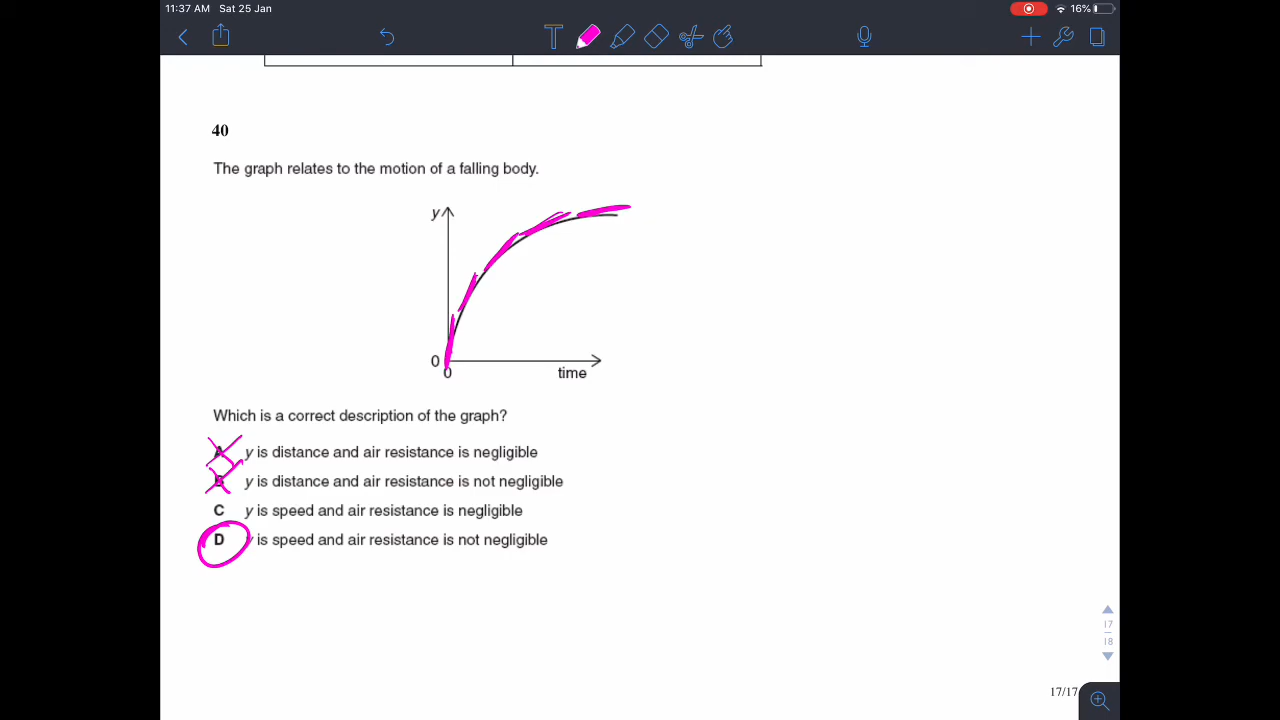 11:37 AM Sat 25 Jan
16%
T
40
The graph relates to the motion of a falling body.
y
0
0
time
Which is a correct description of the graph?
A y is distance and air resistance is negligible
B y is distance and air resistance is not negligible
C y is speed and air resistance is negligible
D y is speed and air resistance is not negligible
17
18
17/17